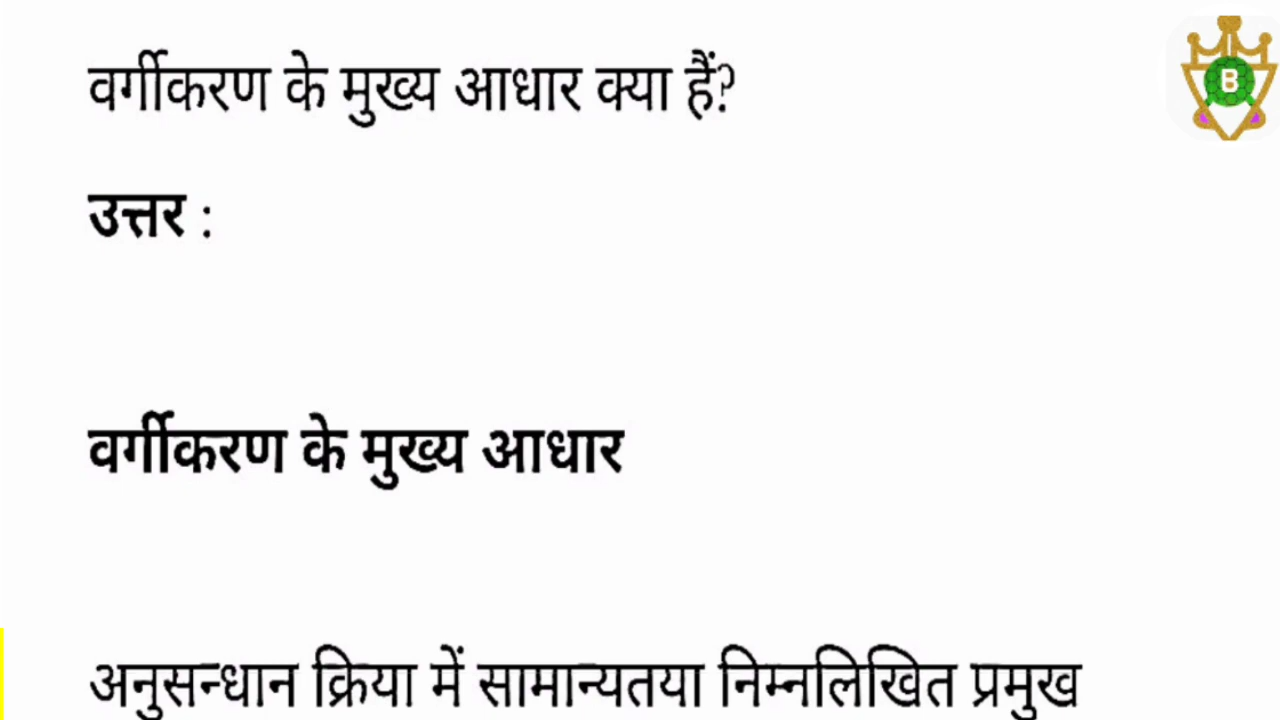 B
वर्गीकरण के मुख्य आधार क्या हैं?
उत्तर :
वर्गीकरण के मुख्य आधार
अनुसन्धान क्रिया में सामान्यतया निम्नलिखित प्रमुख